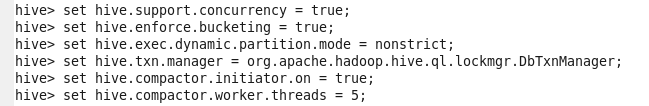 hive> set hive.support.concurrency = true;
hive> set hive.enforce.bucketing = true;
hive> set hive.exec.dynamic.partition.mode = nonstrict;
hive> set hive.txn.manager = org.apache.hadoop.hive.ql.lockmgr.DbTxnManager;
hive> set hive.compactor.initiator.on = true;
hive> set hive.compactor.worker.threads = 5;